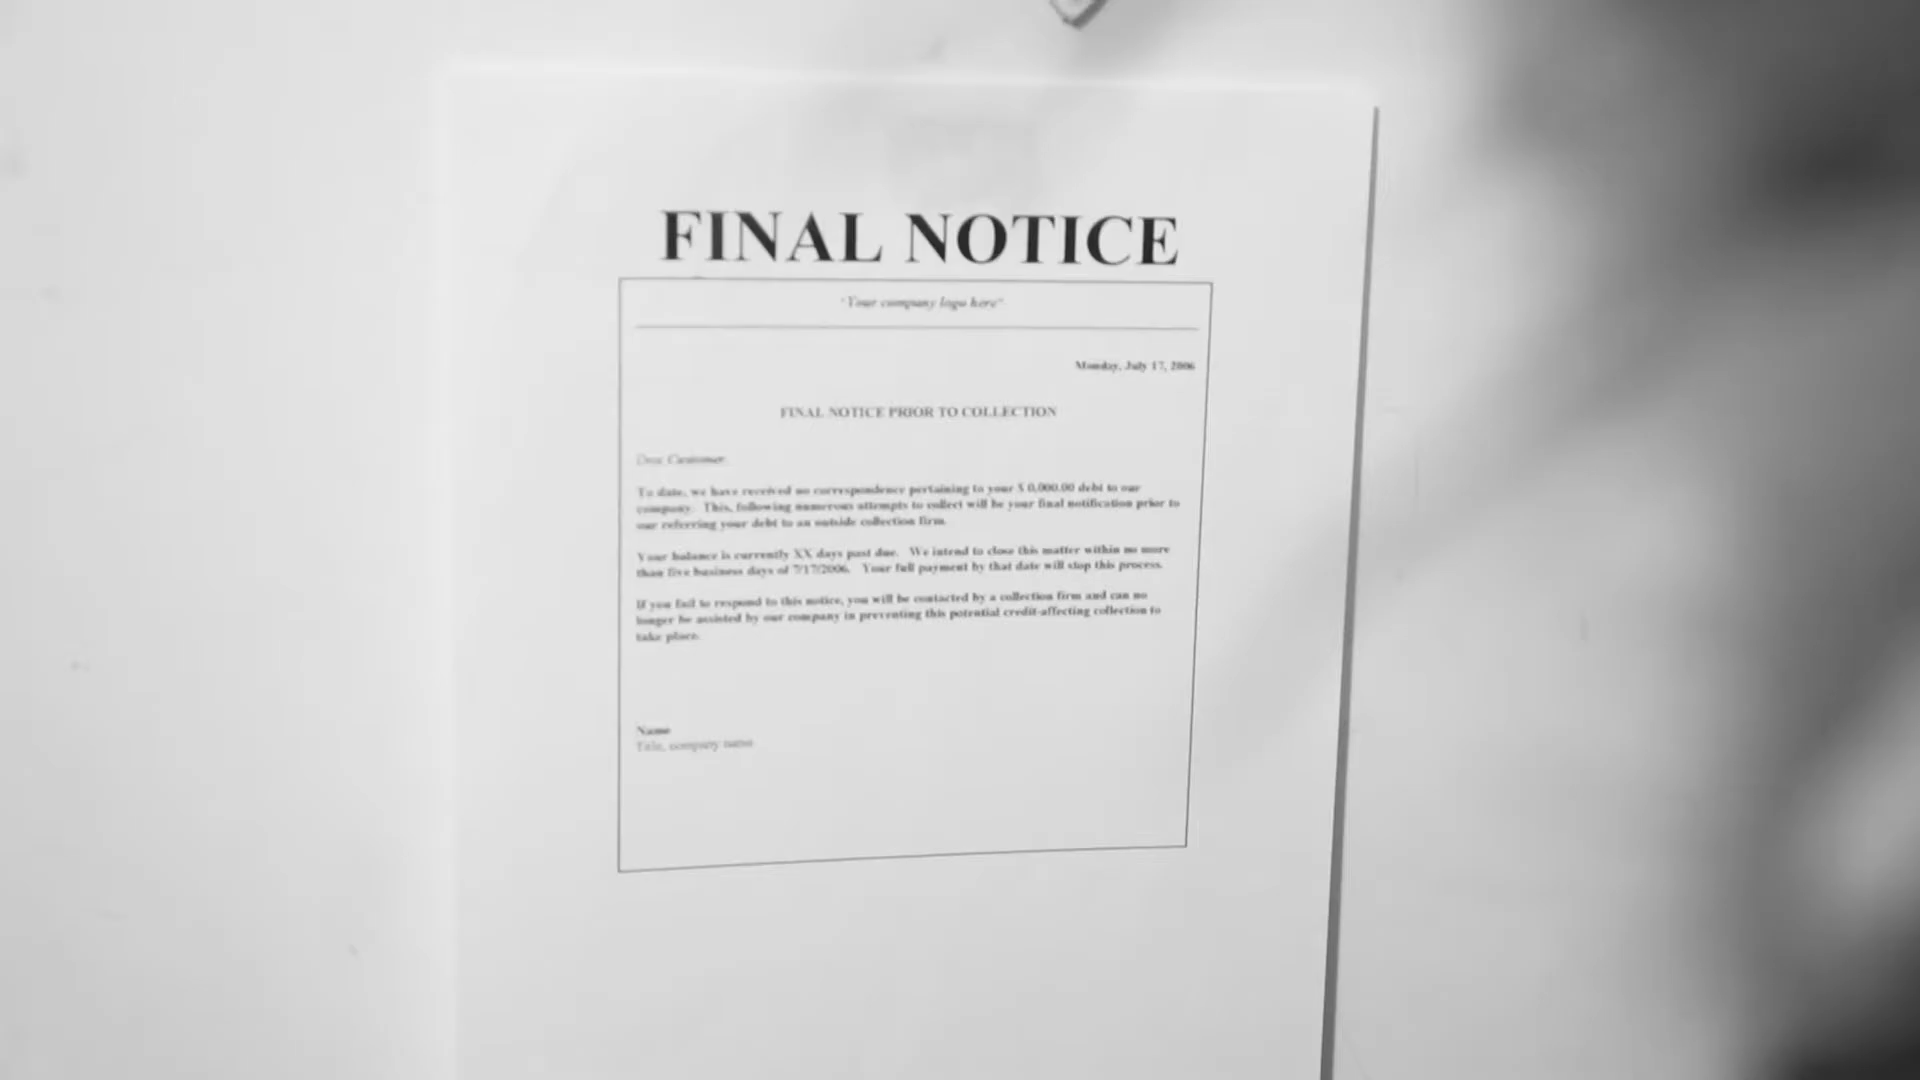 FINAL NOTICE
"Your company logo here"
Monday, July 17, 2006
FINAL NOTICE PRIOR TO COLLECTION
Dear Customer
To date, we have received no correspondence pertaining to your $ 0,000.00 debt to our
company. This, following numerous attempts to collect will be your final notification prior to
our referring your debt to an outside collection firm.
Your balance is currently XX days past due. We intend to close this matter within no more
than five business days of 7/17/2006. Your full payment by that date will stop this process.
If you fail to respond to this notice, you will be contacted by a collection firm and can no
longer be assisted by our company in preventing this potential credit-affecting collection to
take place.
Name
Title, company name